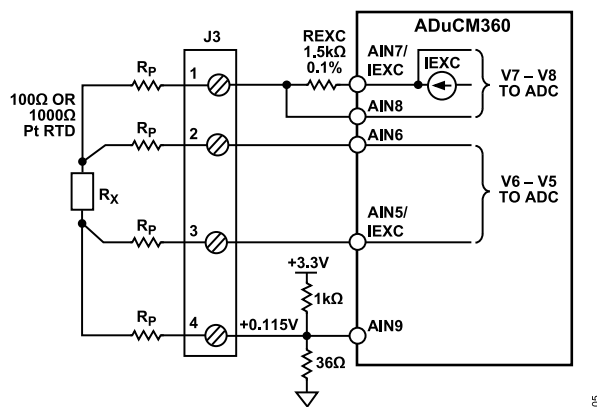 ADuCM360
J3
REXC
1.5kΩ
0.1%
AIN7/
IEXC
IEXC
V7 – V8
TO ADC
RP
1
100Ω OR
1000Ω
Pt RTD
AIN8
RP
2
AIN6
RX
V6 – V5
TO ADC
RP
3
AIN5/
IEXC
+3.3V
1kΩ
RP
4
+0.115V
AIN9
36Ω
05